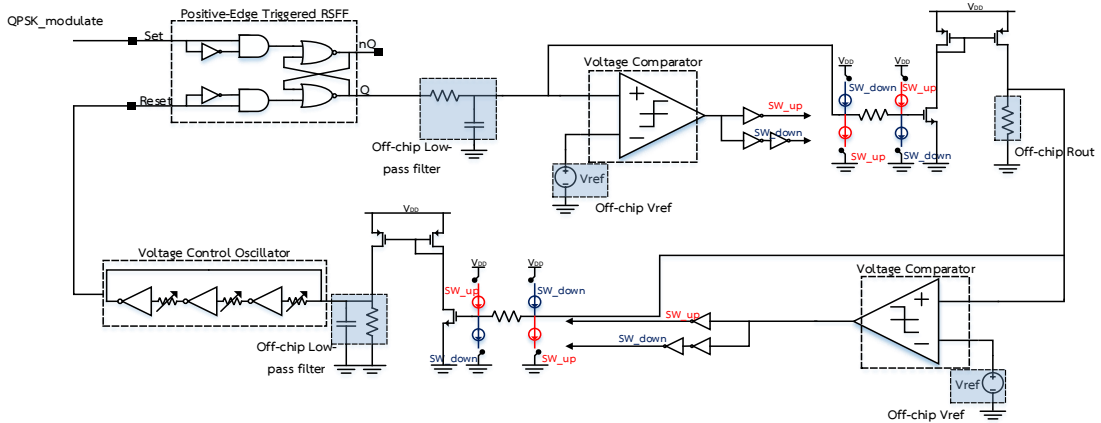 Positive-Edge Triggered RSFF
QPSK_modulate
Set
nQ
Reset
Q
Off-chip Low-
pass filter
Voltage Comparator
+
−
SW_up
SW_down
Vref
Off-chip Vref
VDD
VDD
VDD
SW_down
SW_up
SW_up
SW_down
Off-chip Rout
VDD
Voltage Control Oscillator
Off-chip Low-
pass filter
VDD
VDD
SW_up
SW_down
SW_down
SW_up
SW_up
SW_down
Voltage Comparator
+
−
Vref
Off-chip Vref